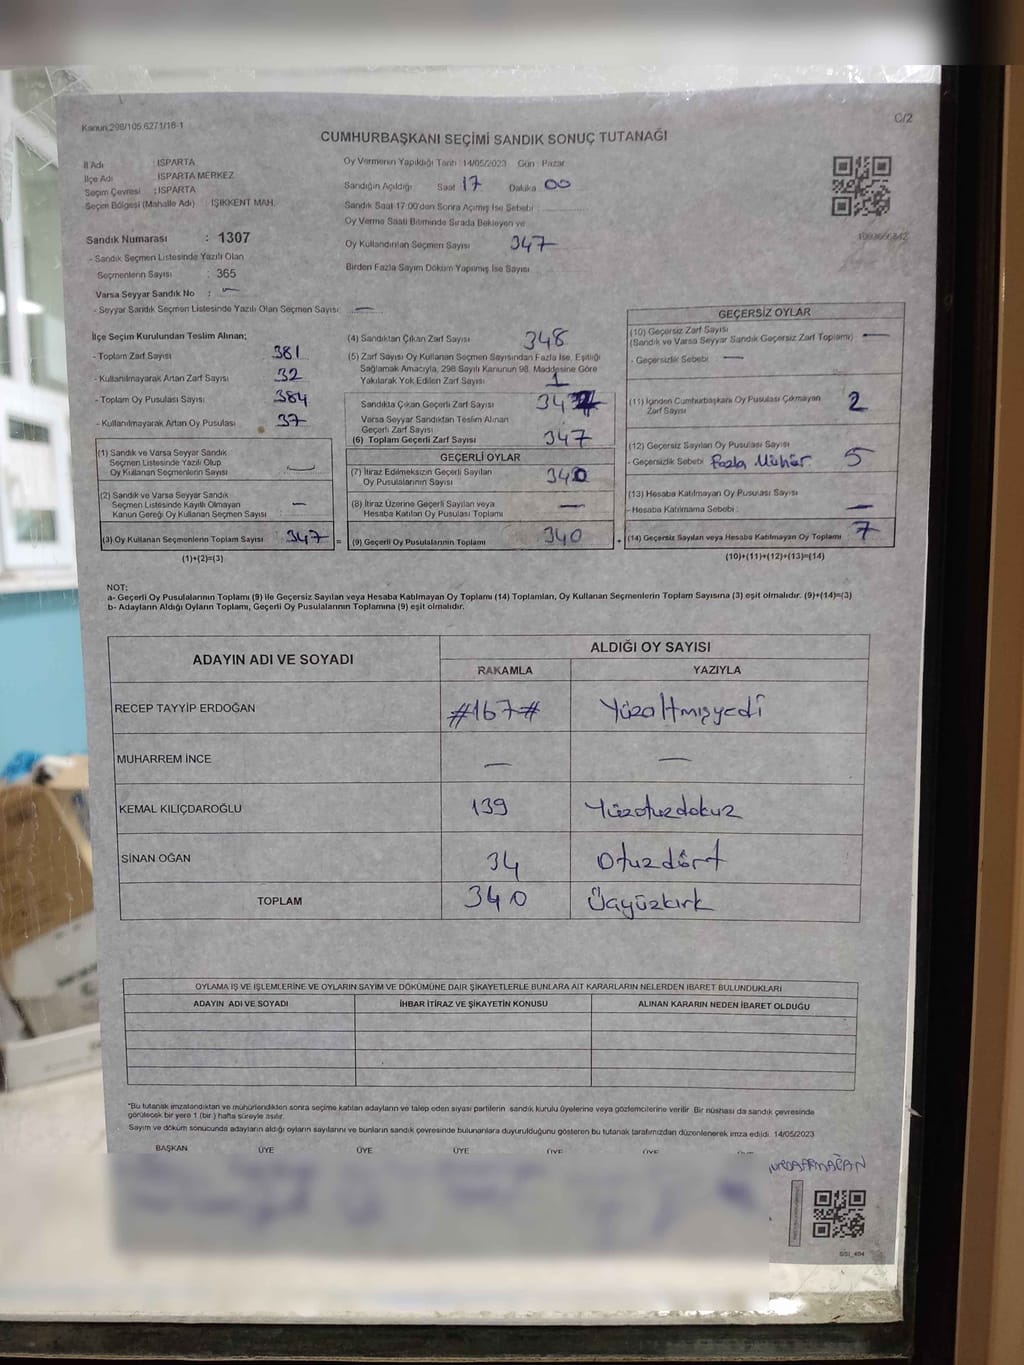 Kanun 298/105,6271/18-1
C/2
CUMHURBAŞKANI SEÇİMİ SANDIK SONUÇ TUTANAĞI
İl Adı : ISPARTA
İlçe Adı : ISPARTA MERKEZ
Seçim Çevresi : ISPARTA
Seçim Bölgesi (Mahalle Adı) : IŞIKKENT MAH.
Sandık Numarası : 1307
- Sandık Seçmen Listesinde Yazılı Olan
Seçmenlerin Sayısı : 365
Varsa Seyyar Sandık No : —
- Seyyar Sandık Seçmen Listesinde Yazılı Olan Seçmen Sayısı : —
Oy Vermenin Yapıldığı Tarih : 14/05/2023 Gün : Pazar
Sandığın Açıldığı Saat 17 Dakika 00
Sandık Saat 17:00'den Sonra Açılmış İse Sebebi :
Oy Verme Saati Bitiminde Sırada Bekleyen ve
Oy Kullandırılan Seçmen Sayısı 347
Birden Fazla Sayım Döküm Yapılmış İse Sayısı
İlçe Seçim Kurulundan Teslim Alınan;
- Toplam Zarf Sayısı 381
- Kullanılmayarak Artan Zarf Sayısı 32
- Toplam Oy Pusulası Sayısı 384
- Kullanılmayarak Artan Oy Pusulası 37
(1) Sandık ve Varsa Seyyar Sandık
Seçmen Listesinde Yazılı Olup
Oy Kullanan Seçmenlerin Sayısı —
(2) Sandık ve Varsa Seyyar Sandık
Seçmen Listesinde Kayıtlı Olmayan
Kanun Gereği Oy Kullanan Seçmen Sayısı : —
(3) Oy Kullanan Seçmenlerin Toplam Sayısı 347 =
(1)+(2)=(3)
(4) Sandıktan Çıkan Zarf Sayısı 348
(5) Zarf Sayısı Oy Kullanan Seçmen Sayısından Fazla İse, Eşitliği
Sağlamak Amacıyla, 298 Sayılı Kanunun 98. Maddesine Göre
Yakılarak Yok Edilen Zarf Sayısı 1
Sandıkta Çıkan Geçerli Zarf Sayısı
Varsa Seyyar Sandıktan Teslim Alınan
Geçerli Zarf Sayısı
(6) Toplam Geçerli Zarf Sayısı 347
GEÇERLİ OYLAR
(7) İtiraz Edilmeksizin Geçerli Sayılan
Oy Pusulalarının Sayısı 340
(8) İtiraz Üzerine Geçerli Sayılan veya
Hesaba Katılan Oy Pusulası Toplamı —
(9) Geçerli Oy Pusulalarının Toplamı 340 +
GEÇERSİZ OYLAR
(10) Geçersiz Zarf Sayısı
(Sandık ve Varsa Seyyar Sandık Geçersiz Zarf Toplamı) —
- Geçersizlik Sebebi : —
(11) İçinden Cumhurbaşkanı Oy Pusulası Çıkmayan
Zarf Sayısı 2
(12) Geçersiz Sayılan Oy Pusulası Sayısı
- Geçersizlik Sebebi Fazla Mühür. 5
(13) Hesaba Katılmayan Oy Pusulası Sayısı
- Hesaba Katılmama Sebebi : —
(14) Geçersiz Sayılan veya Hesaba Katılmayan Oy Toplamı 7
(10)+(11)+(12)+(13)=(14)
NOT:
a- Geçerli Oy Pusulalarının Toplamı (9) ile Geçersiz Sayılan veya Hesaba Katılmayan Oy Toplamı (14) Toplamları, Oy Kullanan Seçmenlerin Toplam Sayısına (3) eşit olmalıdır. (9)+(14)=(3)
b- Adayların Aldığı Oyların Toplamı, Geçerli Oy Pusulalarının Toplamına (9) eşit olmalıdır.
ADAYIN ADI VE SOYADI ALDIĞI OY SAYISI
RAKAMLA YAZIYLA
RECEP TAYYİP ERDOĞAN #167# Yüzaltmışyedi
MUHARREM İNCE — —
KEMAL KILIÇDAROĞLU 139 Yüzotuzdokuz
SİNAN OĞAN 34 Otuzdört
TOPLAM 340 Üçyüzkırk
OYLAMA İŞ VE İŞLEMLERİNE VE OYLARIN SAYIM VE DÖKÜMÜNE DAİR ŞİKAYETLERLE BUNLARA AİT KARARLARIN NELERDEN İBARET BULUNDUKLARI
ADAYIN ADI VE SOYADI İHBAR İTİRAZ VE ŞİKAYETİN KONUSU ALINAN KARARIN NEDEN İBARET OLDUĞU
*Bu tutanak imzalandıktan ve mühürlendikten sonra seçime katılan adayların ve talep eden siyasi partilerin sandık kurulu üyelerine veya gözlemcilerine verilir. Bir nüshası da sandık çevresinde
görülecek bir yere 1 (bir) hafta süreyle asılır.
Sayım ve döküm sonucunda adayların aldığı oyların sayılarını ve bunların sandık çevresinde bulunanlara duyurulduğunu gösteren bu tutanak tarafımızdan düzenlenerek imza edildi. 14/05/2023
BAŞKAN ÜYE ÜYE ÜYE ÜYE ÜYE